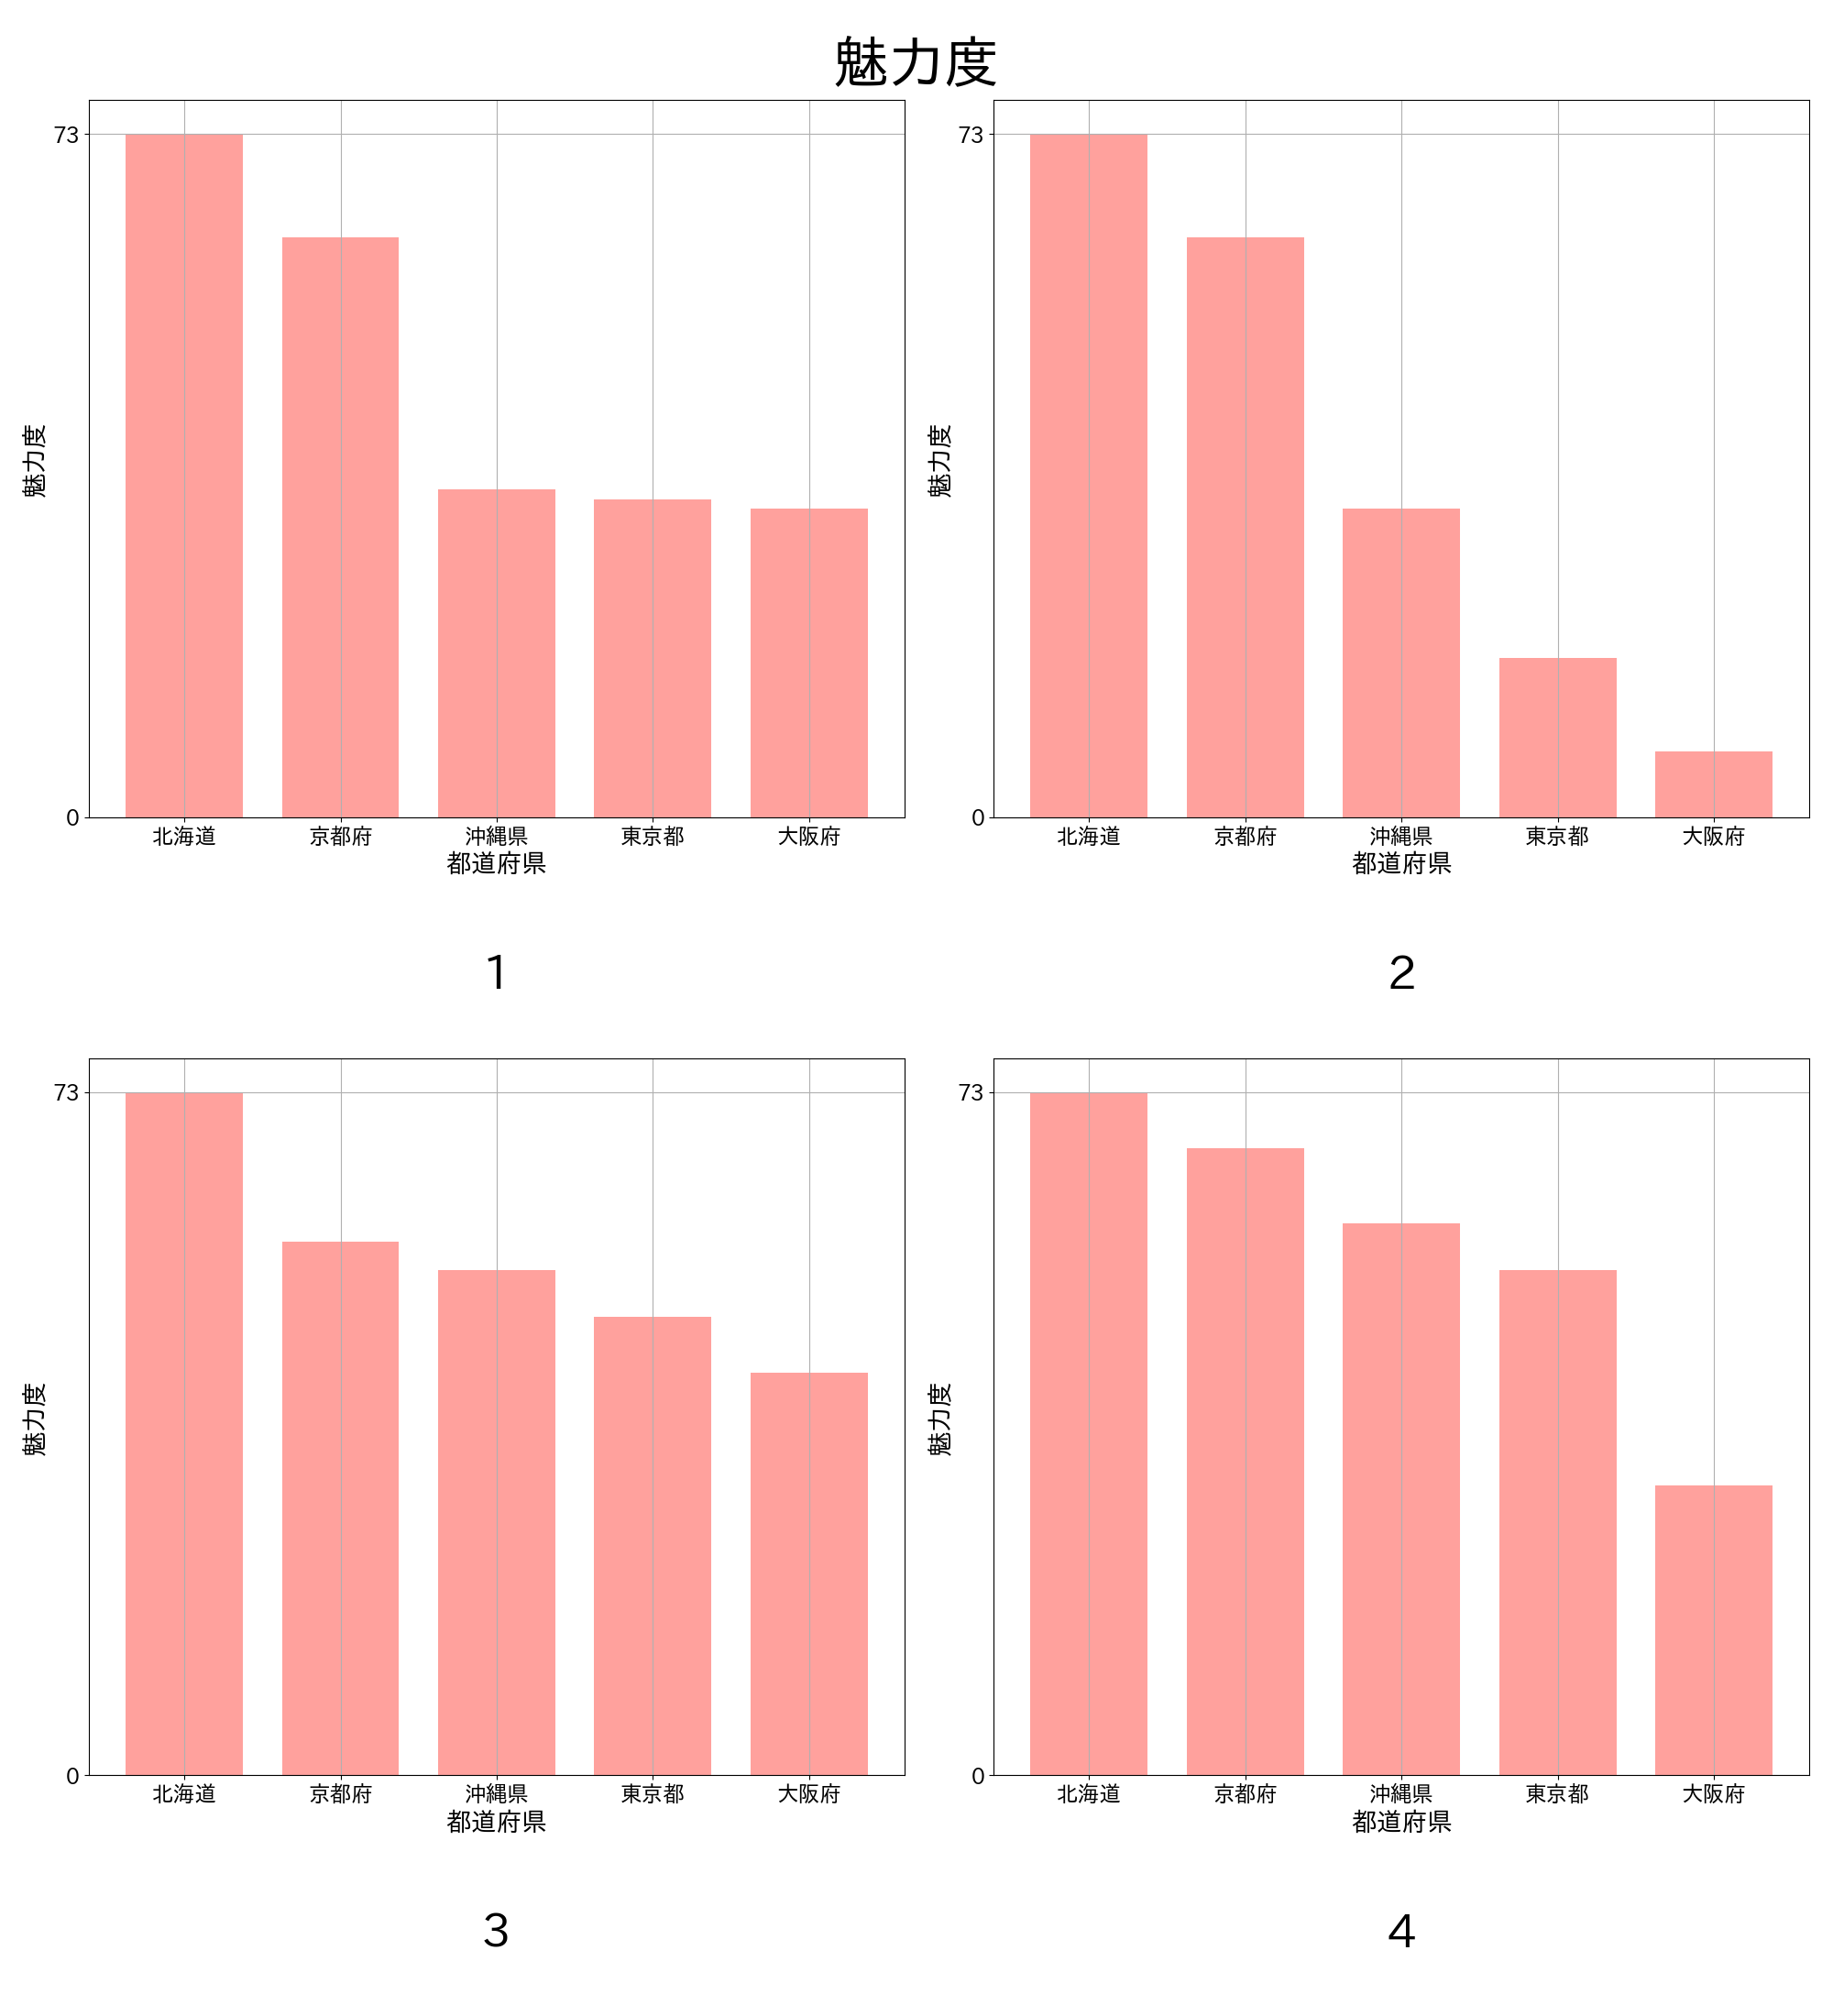 魅力度
73
0
魅力度
北海道 京都府 沖縄県 東京都 大阪府
都道府県
1
73
0
魅力度
北海道 京都府 沖縄県 東京都 大阪府
都道府県
2
73
0
魅力度
北海道 京都府 沖縄県 東京都 大阪府
都道府県
3
73
0
魅力度
北海道 京都府 沖縄県 東京都 大阪府
都道府県
4